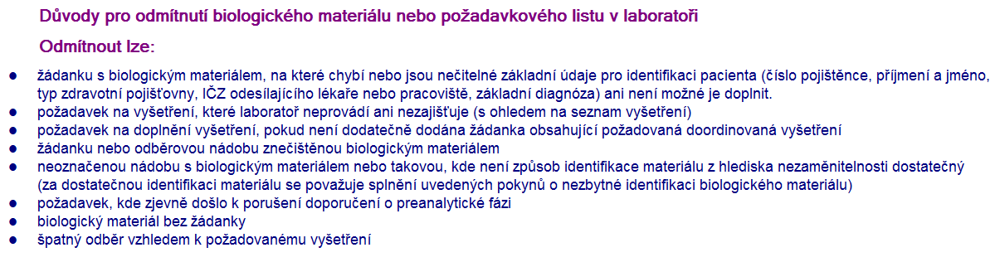 Důvody pro odmítnutí biologického materiálu nebo požadavkového listu v laboratoři
Odmítnout lze:
● žádanku s biologickým materiálem, na které chybí nebo jsou nečitelné základní údaje pro identifikaci pacienta (číslo pojištěnce, příjmení a jméno,
typ zdravotní pojišťovny, IČZ odesílajícího lékaře nebo pracoviště, základní diagnóza) ani není možné je doplnit.
● požadavek na vyšetření, které laboratoř neprovádí ani nezajišťuje (s ohledem na seznam vyšetření)
● požadavek na doplnění vyšetření, pokud není dodatečně dodána žádanka obsahující požadovaná doordinovaná vyšetření
● žádanku nebo odběrovou nádobu znečištěnou biologickým materiálem
● neoznačenou nádobu s biologickým materiálem nebo takovou, kde není způsob identifikace materiálu z hlediska nezaměnitelnosti dostatečný
(za dostatečnou identifikaci materiálu se považuje splnění uvedených pokynů o nezbytné identifikaci biologického materiálu)
● požadavek, kde zjevně došlo k porušení doporučení o preanalytické fázi
● biologický materiál bez žádanky
● špatný odběr vzhledem k požadovanému vyšetření